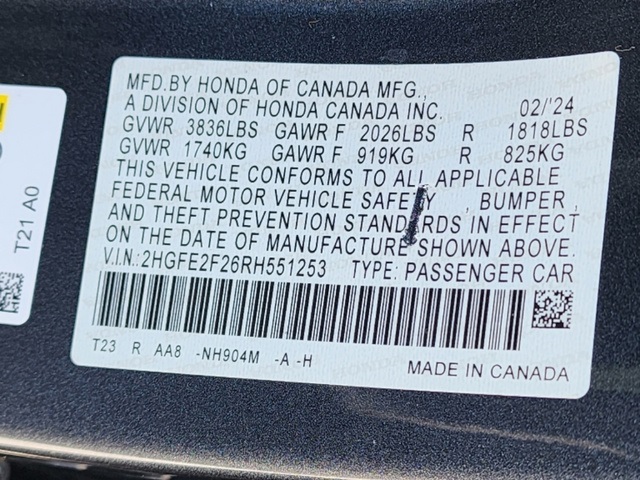 MFD.BY HONDA OF CANADA MFG.
A DIVISION OF HONDA CANADA INC. 02/'24
GVWR 3836LBS GAWR F 2026LBS R 1818LBS
GVWR 1740KG GAWR F 919KG R 825KG
THIS VEHICLE CONFORMS TO ALL APPLICABLE
FEDERAL MOTOR VEHICLE SAFETY, BUMPER,
AND THEFT PREVENTION STANDARDS IN EFFECT
ON THE DATE OF MANUFACTURE SHOWN ABOVE.
V.I.N:2HGFE2F26RH551253 TYPE: PASSENGER CAR
T23 R AA8 -NH904M -A -H
MADE IN CANADA
T21 A0